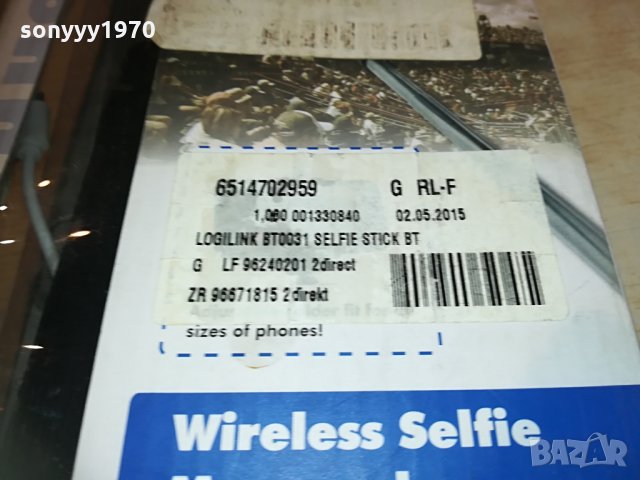 sonyyy1970
6514702959 G RL-F
1,000 001330840 02.05.2015
LOGILINK BT0031 SELFIE STICK BT
G LF 96240201 2direct
ZR 96671815 2direkt
sizes of phones!
Wireless Selfie
BAZAR